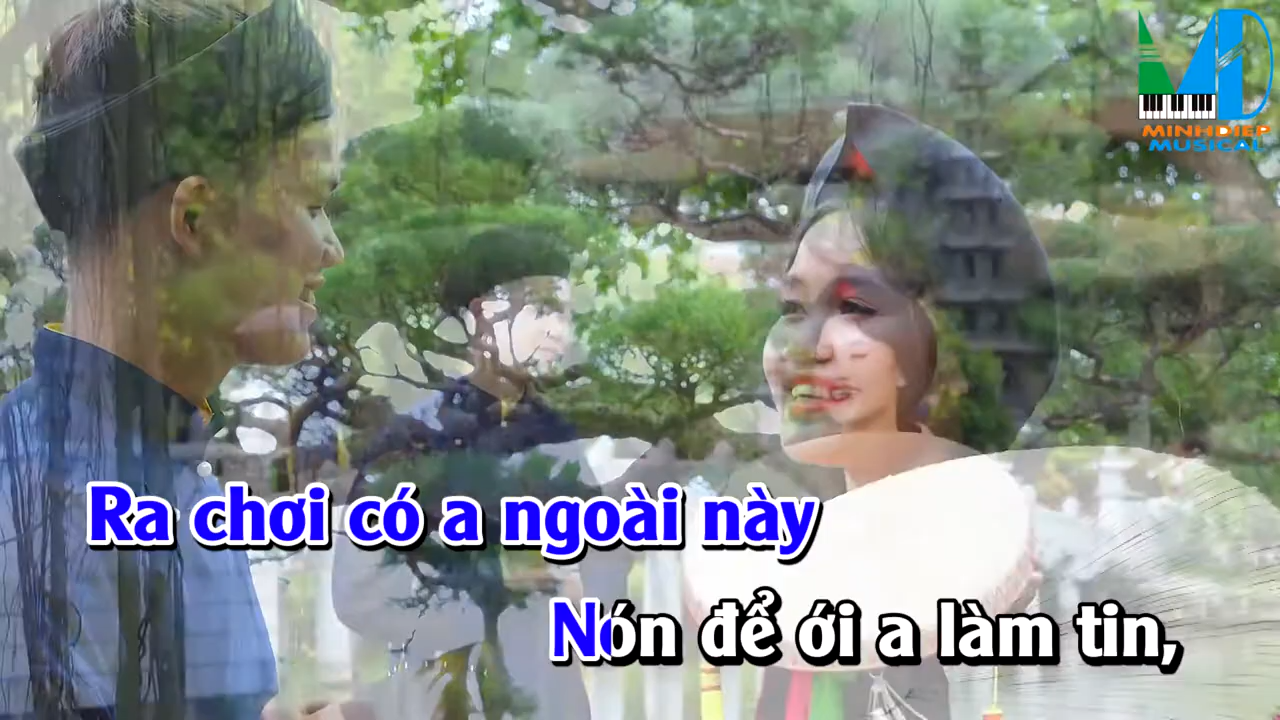 MINHDIEP
MUSICAL
Ra chơi có a ngoài này
Nón để ới a làm tin,